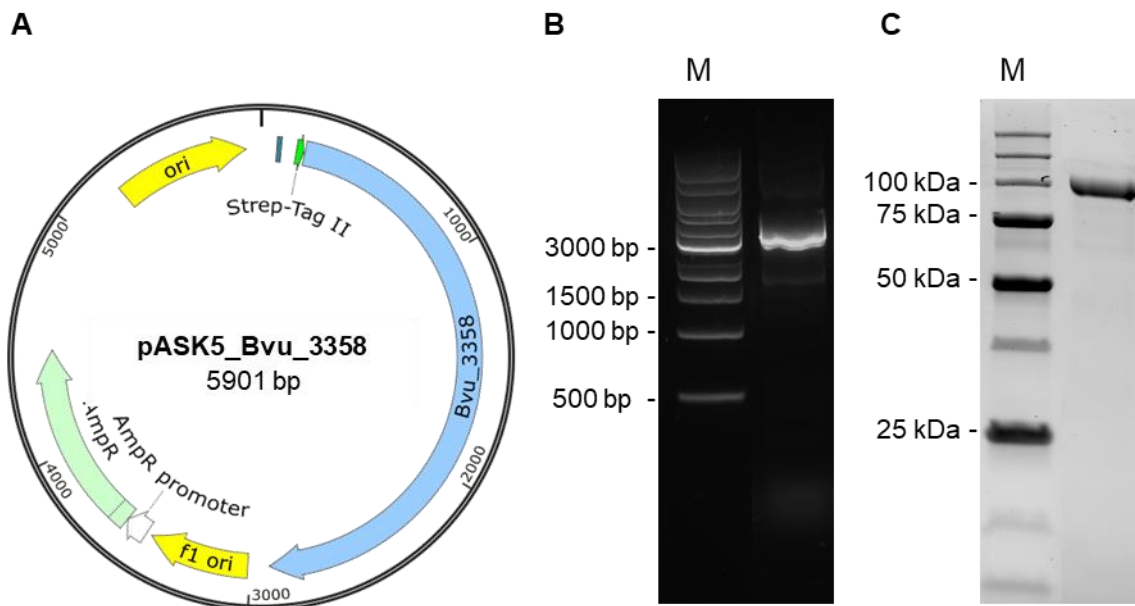 A
ori
Strep-Tag II
1000
5000
pASK5_Bvu_3358
5901 bp
Bvu_3358
AmpR
AmpR promoter
4000
2000
f1 ori
3000
B
M
3000 bp -
1500 bp -
1000 bp -
500 bp -
C
M
100 kDa -
75 kDa -
50 kDa -
25 kDa -